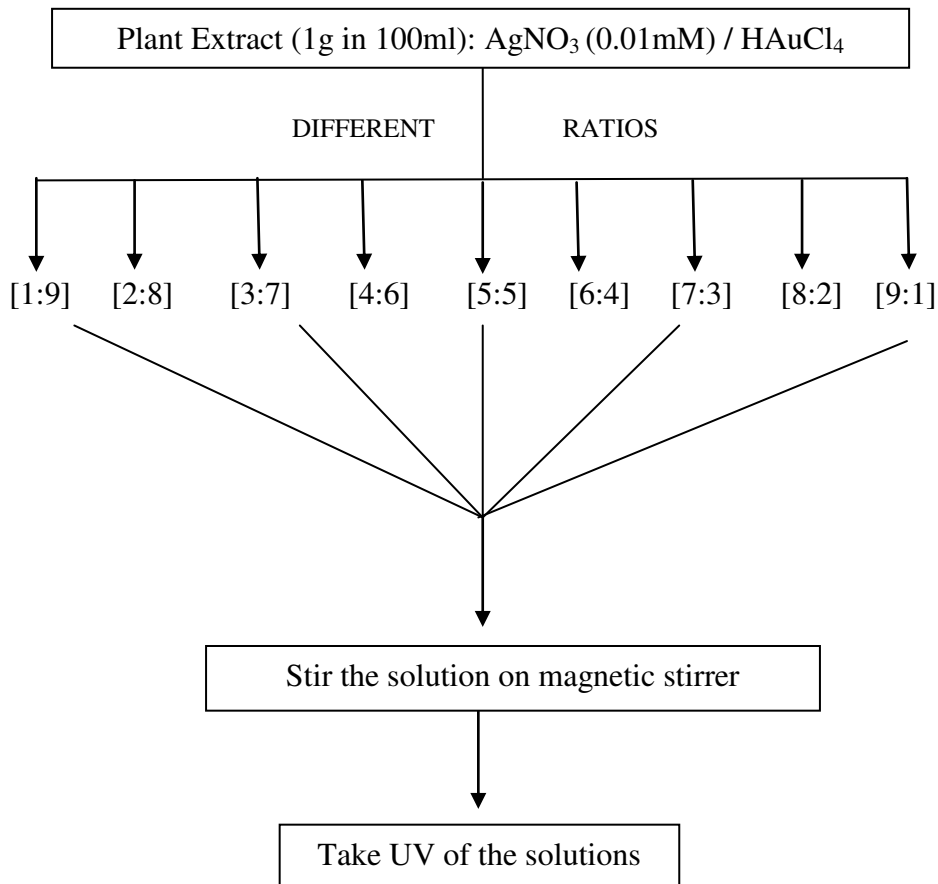 Plant Extract (1g in 100ml): AgNO₃ (0.01mM) / HAuCl₄
DIFFERENT RATIOS
[1:9] [2:8] [3:7] [4:6] [5:5] [6:4] [7:3] [8:2] [9:1]
Stir the solution on magnetic stirrer
Take UV of the solutions